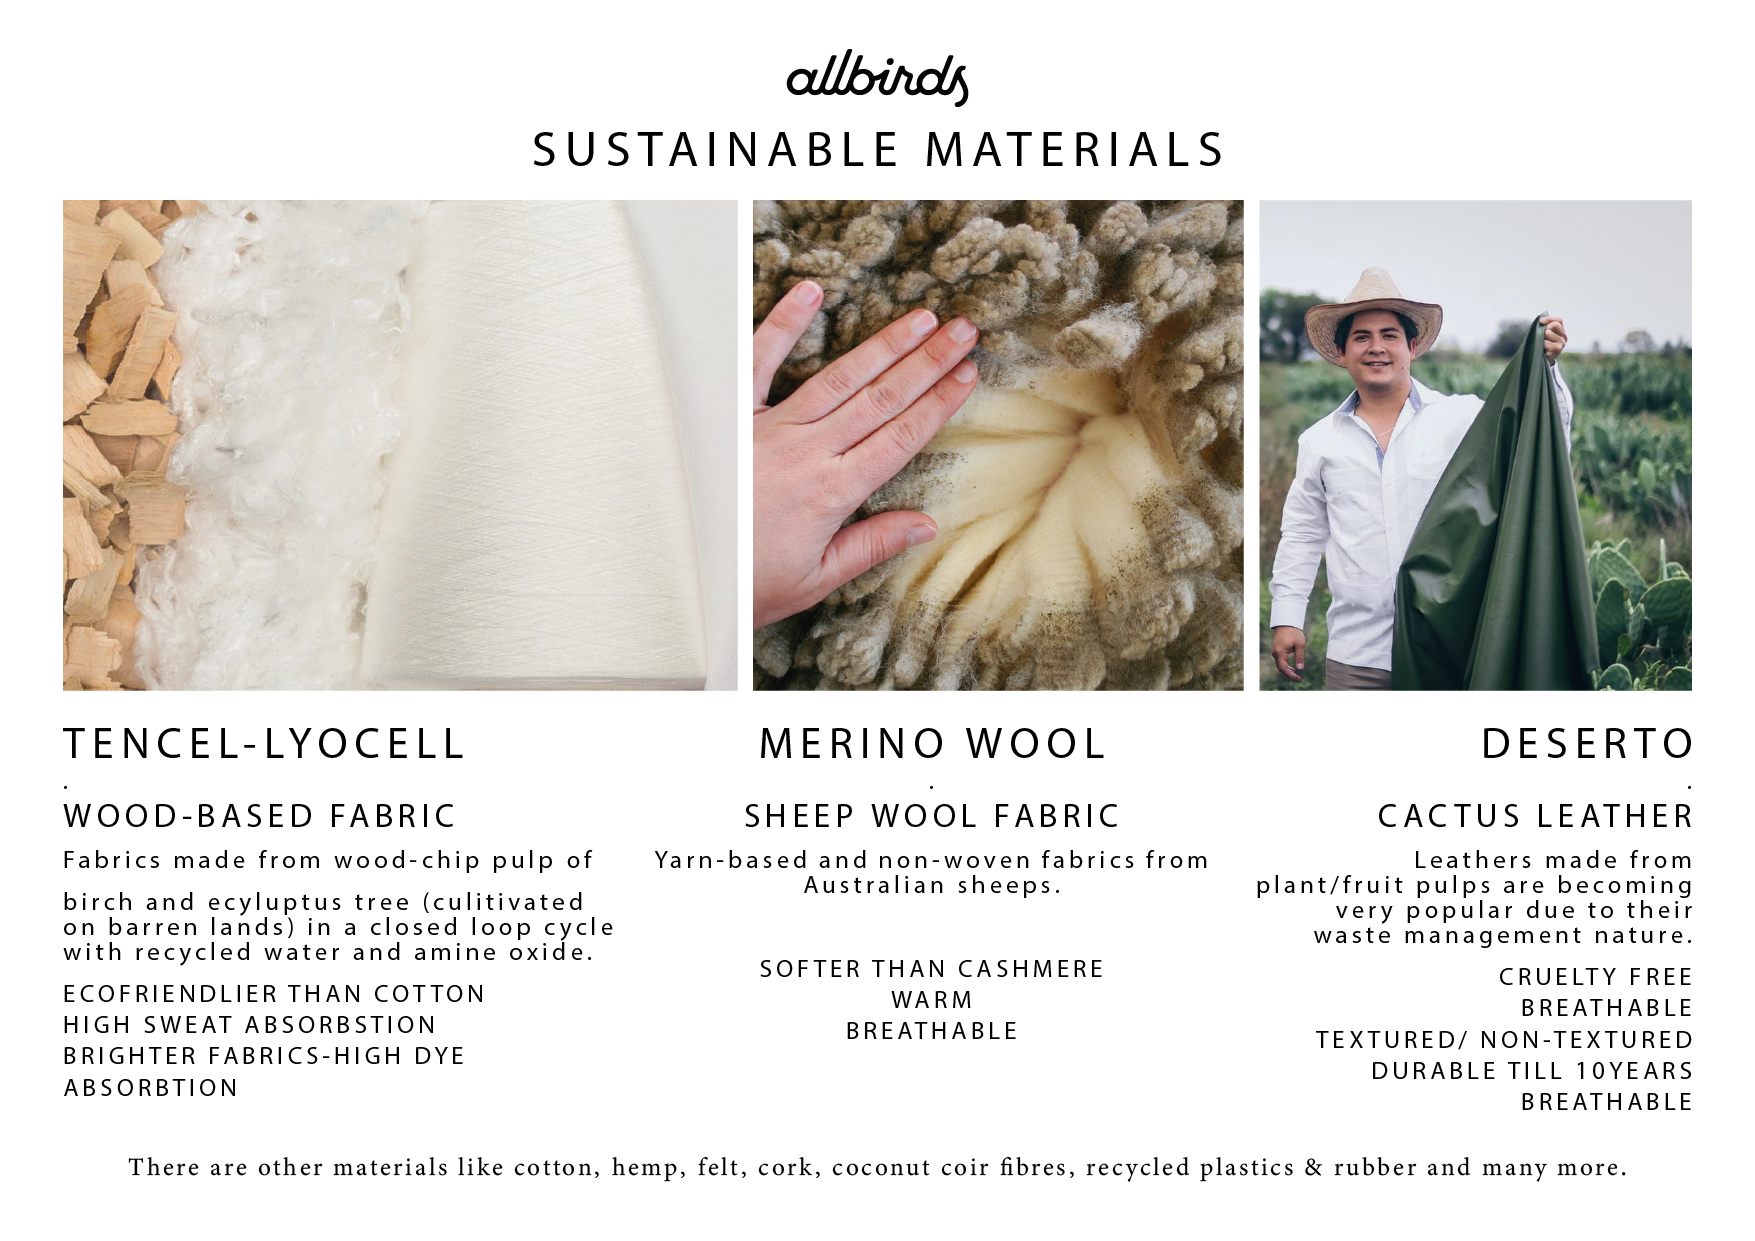 allbirds
SUSTAINABLE MATERIALS
TENCEL-LYOCELL
.
WOOD-BASED FABRIC
Fabrics made from wood-chip pulp of
birch and ecyluptus tree (culitivated
on barren lands) in a closed loop cycle
with recycled water and amine oxide.
ECOFRIENDLIER THAN COTTON
HIGH SWEAT ABSORBSTION
BRIGHTER FABRICS-HIGH DYE
ABSORBTION
MERINO WOOL
.
SHEEP WOOL FABRIC
Yarn-based and non-woven fabrics from
Australian sheeps.
SOFTER THAN CASHMERE
WARM
BREATHABLE
DESERTO
.
CACTUS LEATHER
Leathers made from
plant/fruit pulps are becoming
very popular due to their
waste management nature.
CRUELTY FREE
BREATHABLE
TEXTURED/ NON-TEXTURED
DURABLE TILL 10YEARS
BREATHABLE
There are other materials like cotton, hemp, felt, cork, coconut coir fibres, recycled plastics & rubber and many more.